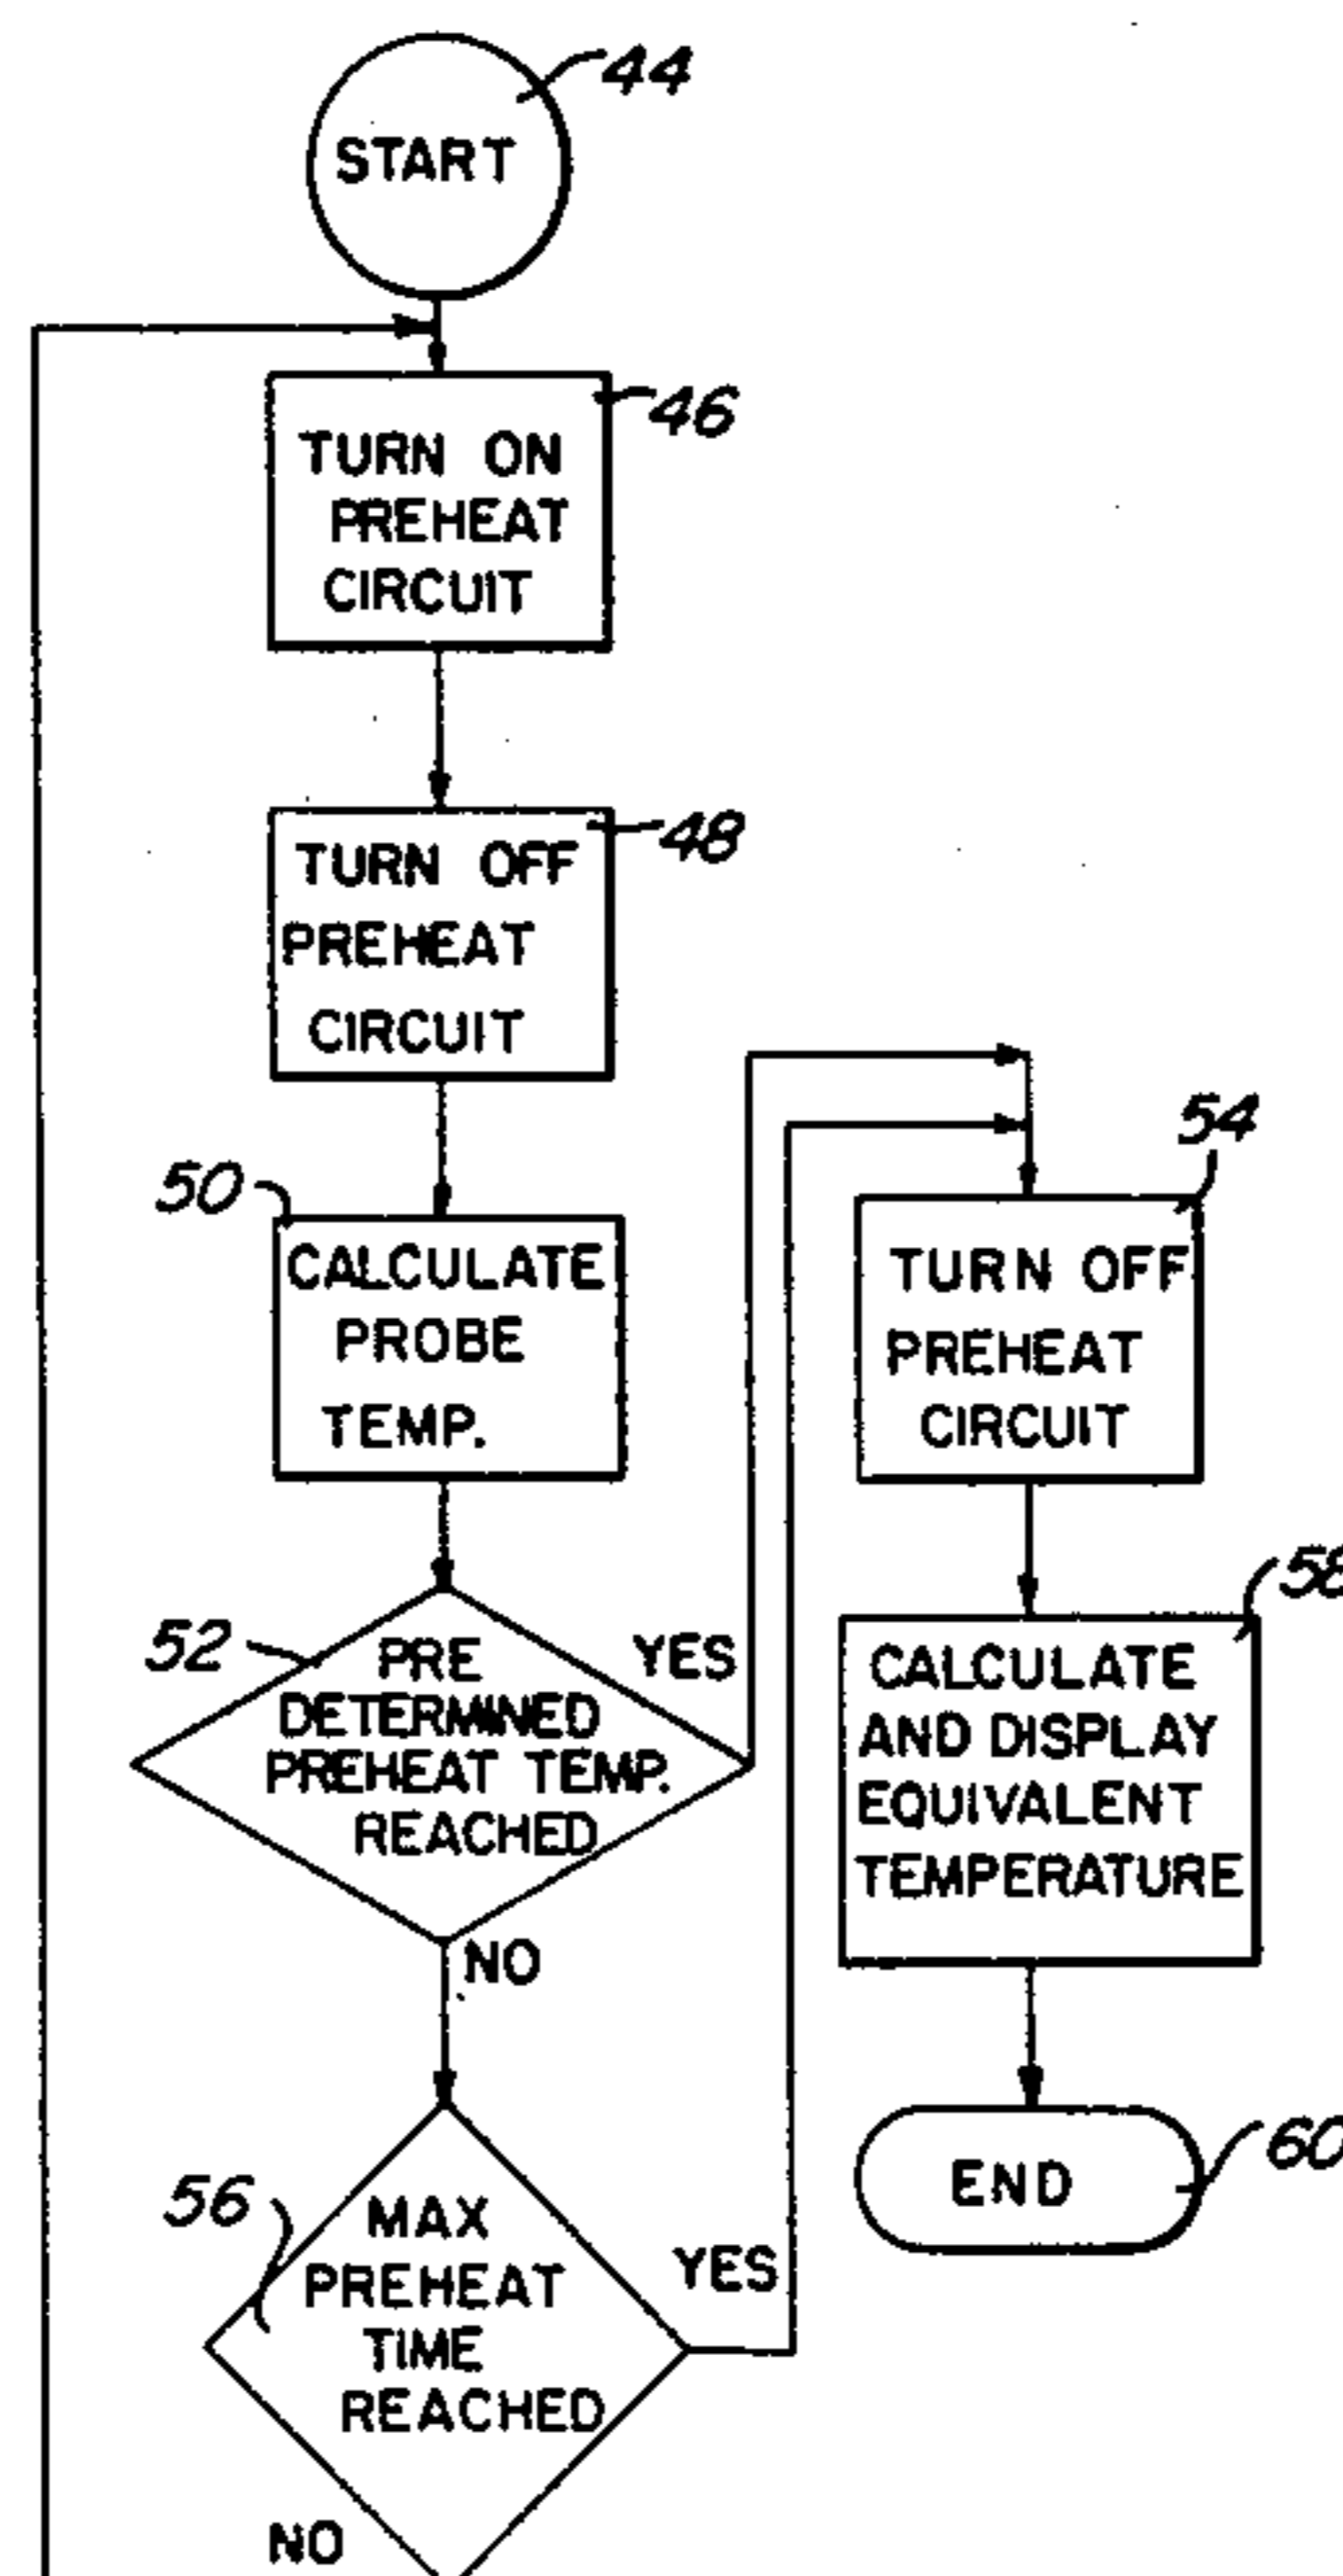 44
START
46
TURN ON
PREHEAT
CIRCUIT
48
TURN OFF
PREHEAT
CIRCUIT
50
CALCULATE
PROBE
TEMP.
52
PRE
DETERMINED
PREHEAT TEMP.
REACHED
YES
NO
56
MAX
PREHEAT
TIME
REACHED
YES
NO
54
TURN OFF
PREHEAT
CIRCUIT
58
CALCULATE
AND DISPLAY
EQUIVALENT
TEMPERATURE
60
END